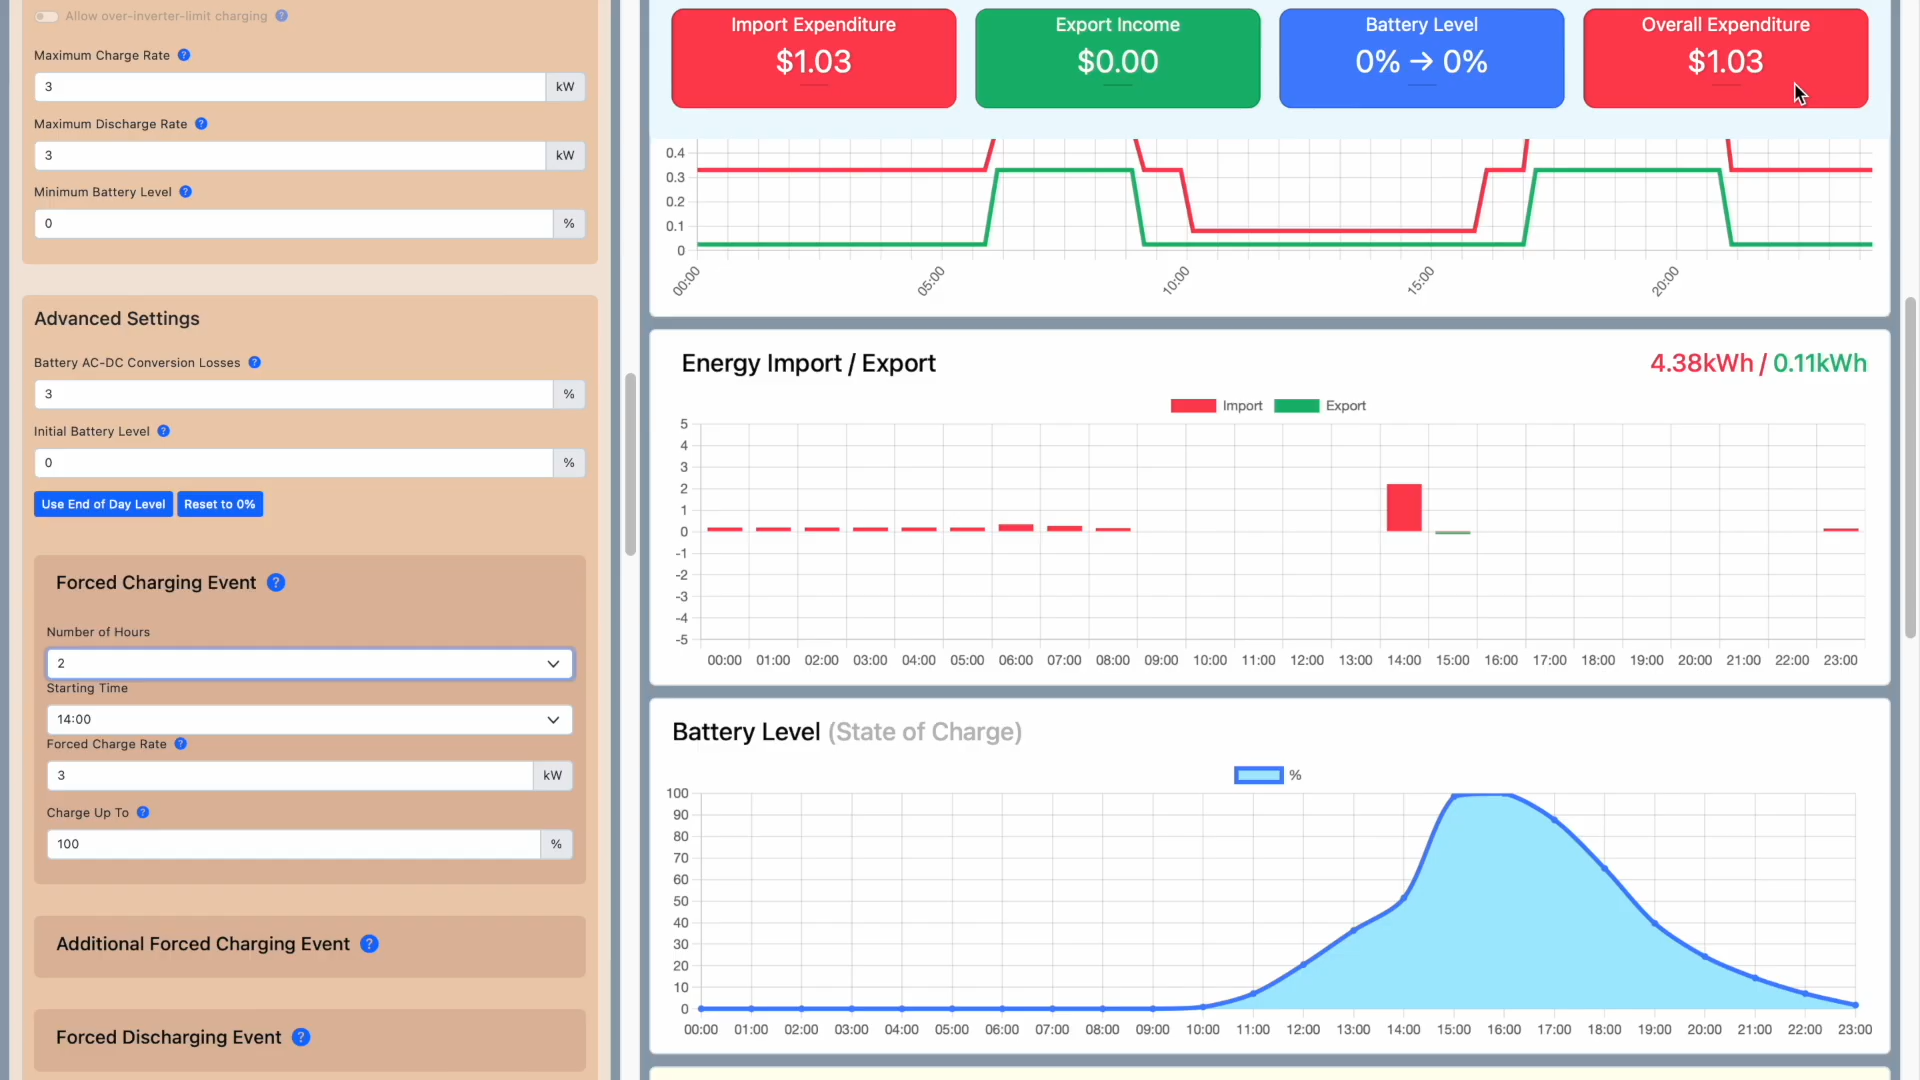 Allow over-inverter-limit charging ?
Maximum Charge Rate ?
3 kW
Maximum Discharge Rate ?
3 kW
Minimum Battery Level ?
0 %
Advanced Settings
Battery AC-DC Conversion Losses ?
3 %
Initial Battery Level ?
0 %
Use End of Day Level Reset to 0%
Forced Charging Event ?
Number of Hours
2
Starting Time
14:00
Forced Charge Rate ?
3 kW
Charge Up To ?
100 %
Additional Forced Charging Event ?
Forced Discharging Event ?
Import Expenditure
$1.03
Export Income
$0.00
Battery Level
0% → 0%
Overall Expenditure
$1.03
0.4
0.3
0.2
0.1
0
00:00 05:00 10:00 15:00 20:00
Energy Import / Export
4.38kWh / 0.11kWh
Import Export
5
4
3
2
1
0
-1
-2
-3
-4
-5
00:00 01:00 02:00 03:00 04:00 05:00 06:00 07:00 08:00 09:00 10:00 11:00 12:00 13:00 14:00 15:00 16:00 17:00 18:00 19:00 20:00 21:00 22:00 23:00
Battery Level (State of Charge)
%
100
90
80
70
60
50
40
30
20
10
0
00:00 01:00 02:00 03:00 04:00 05:00 06:00 07:00 08:00 09:00 10:00 11:00 12:00 13:00 14:00 15:00 16:00 17:00 18:00 19:00 20:00 21:00 22:00 23:00